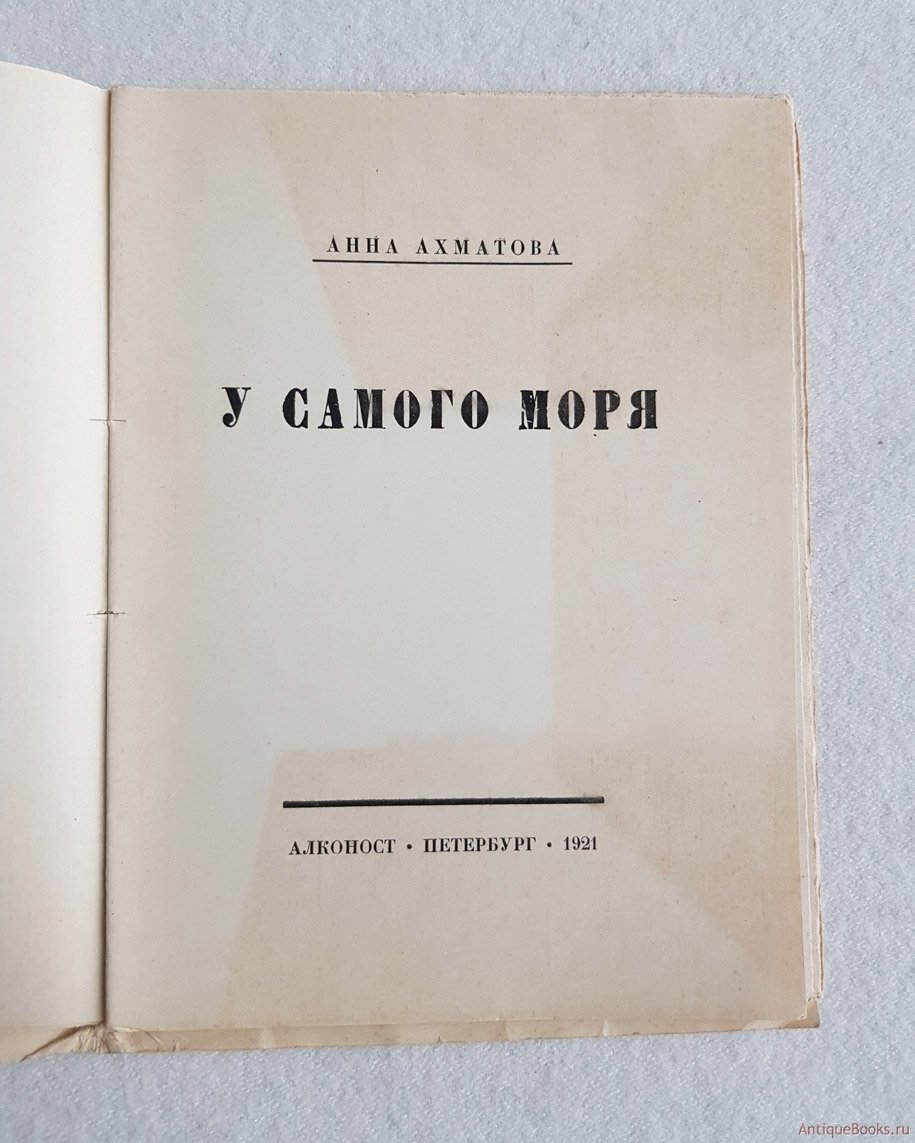 АННА АХМАТОВА
У САМОГО МОРЯ
АЛКОНОСТ • ПЕТЕРБУРГ • 1921
AntiqueBooks.ru